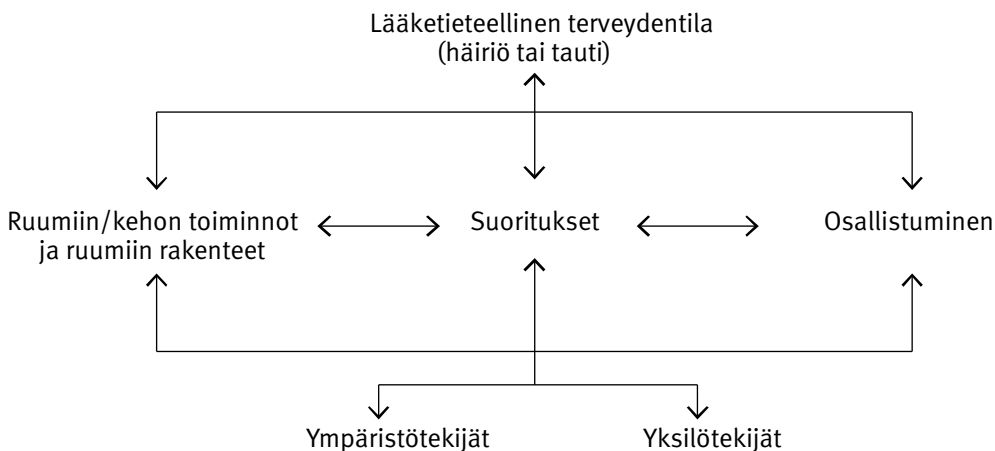 Lääketieteellinen terveydentila
(häiriö tai tauti)
Ruumiin/kehon toiminnot
ja ruumiin rakenteet
Suoritukset
Osallistuminen
Ympäristötekijät
Yksilötekijät